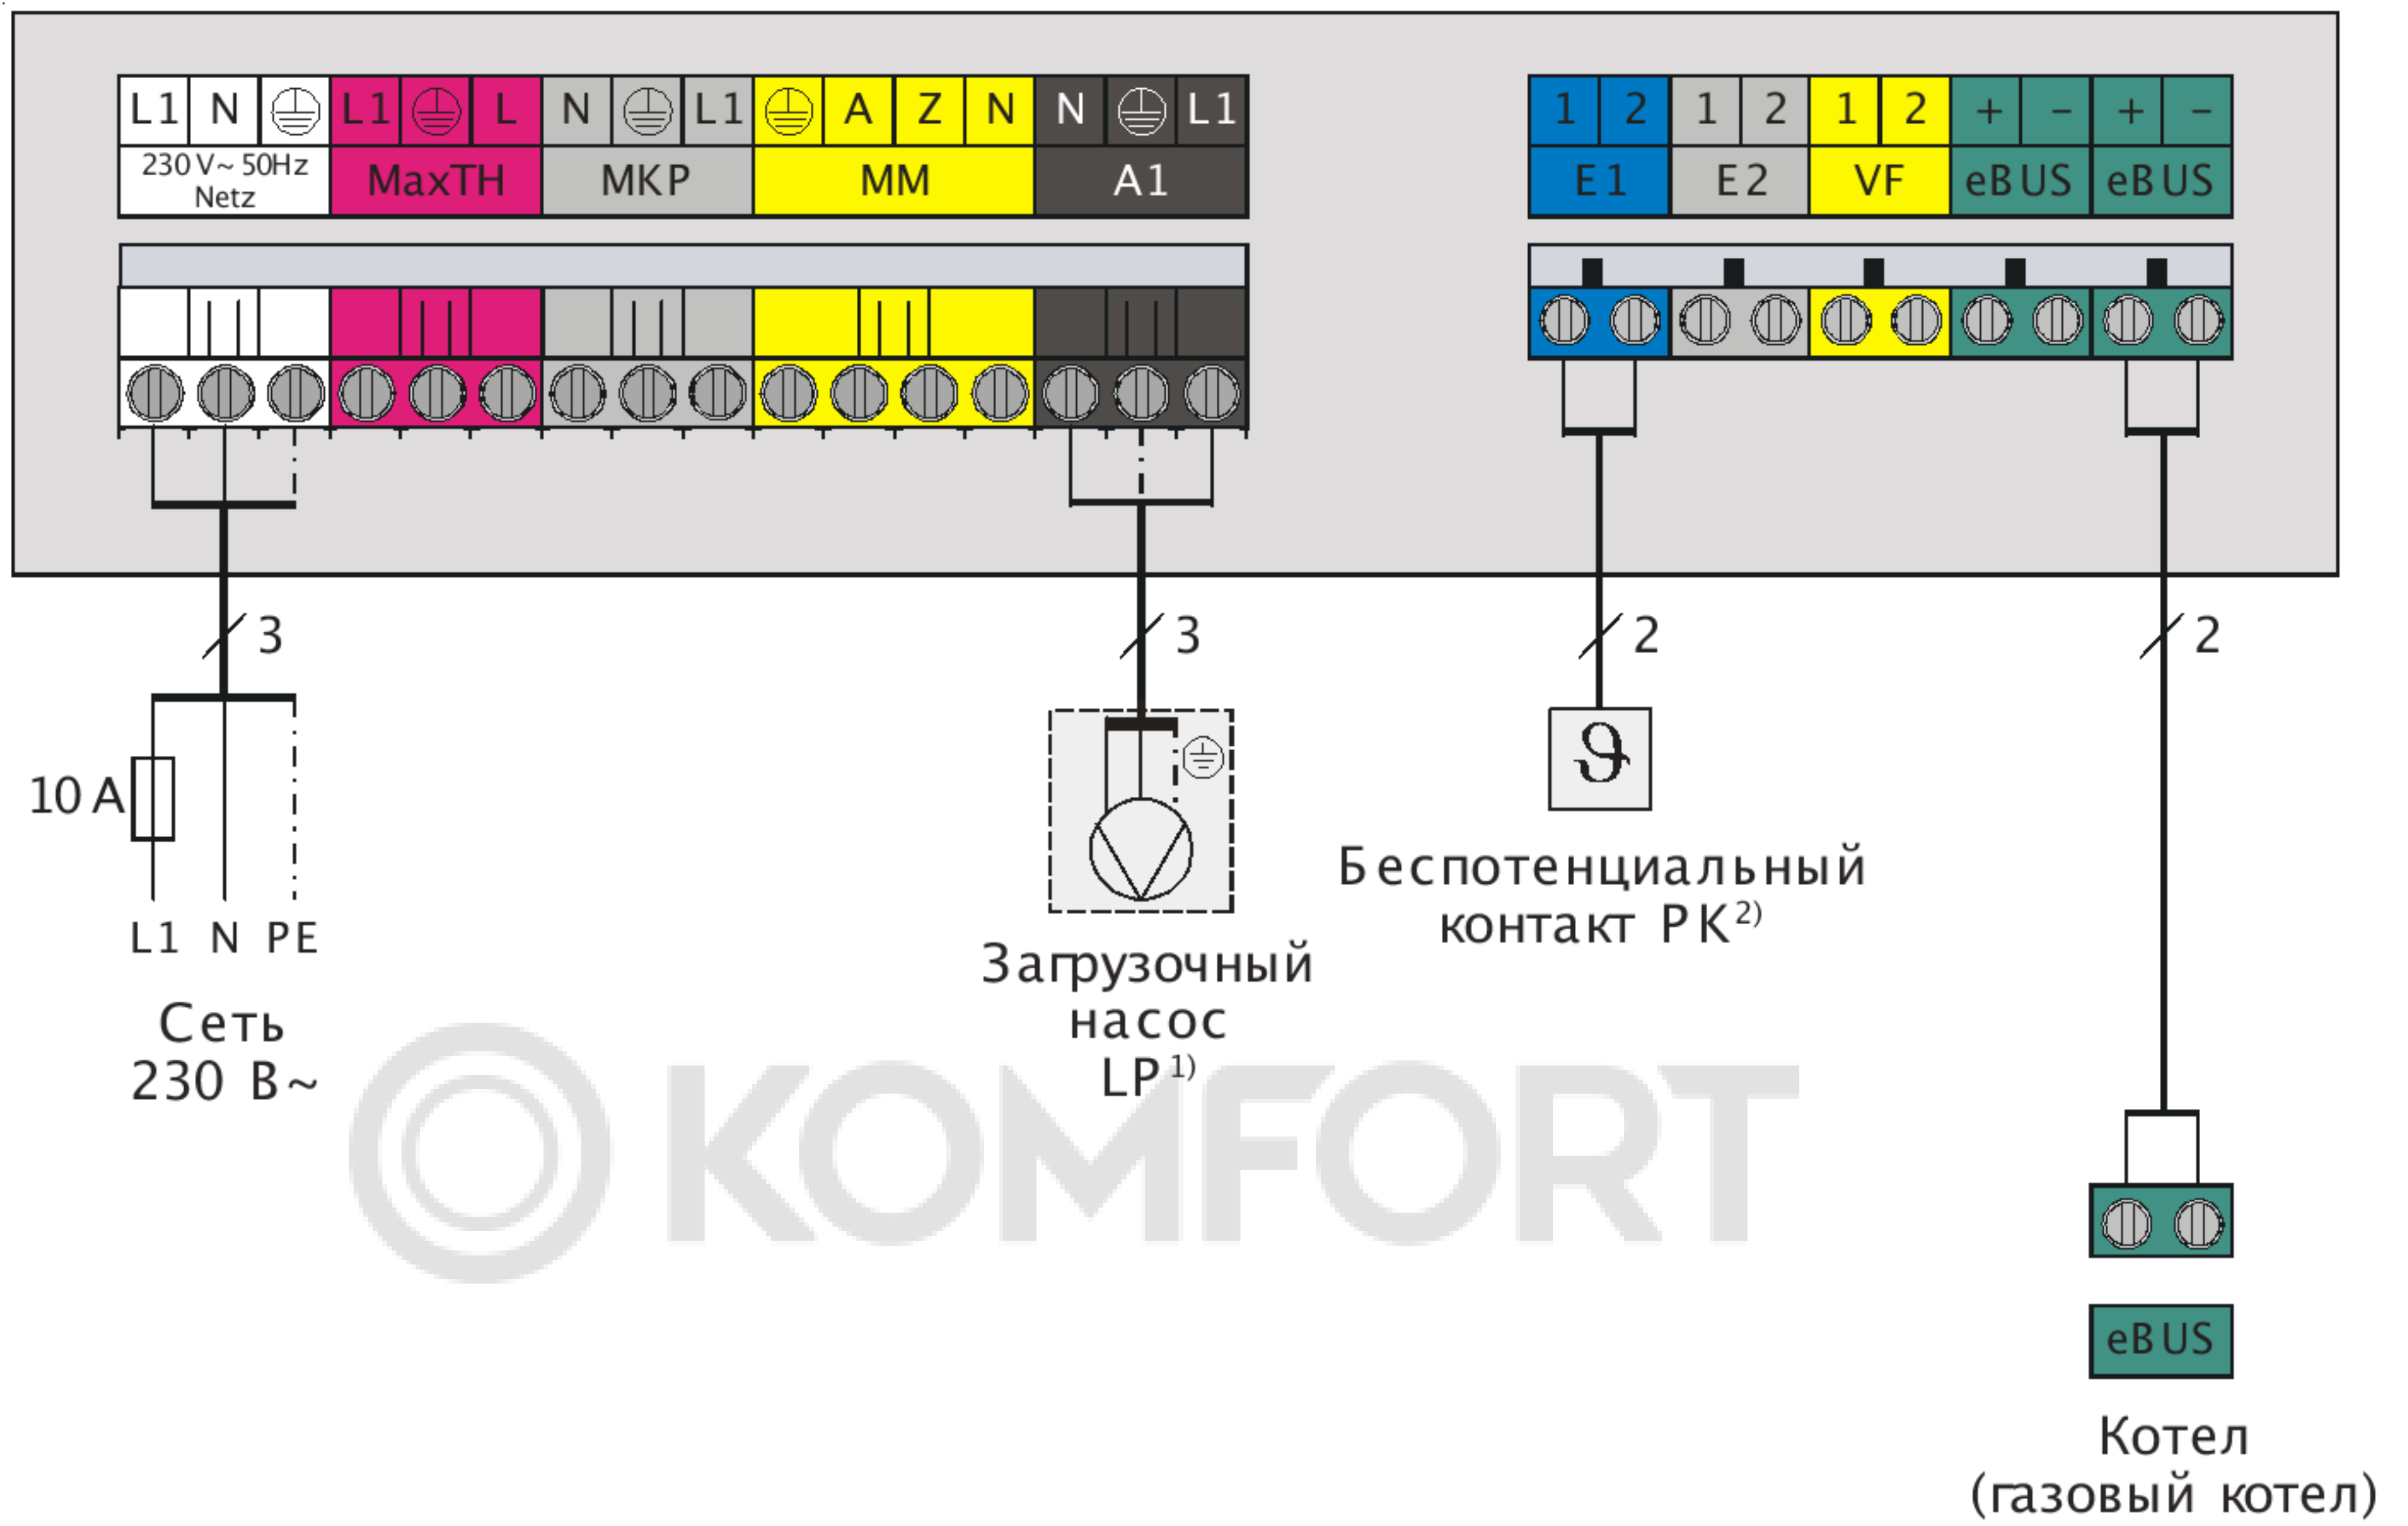 L1 N L1 L N L1 A Z N N L1
230 V~ 50Hz
Netz
MaxTH MKP MM A1
1 2 1 2 1 2 + − + −
E1 E2 VF eBUS eBUS
3 3 2 2
10 A
L1 N PE
Сеть
230 В~
Загрузочный
насос
LP 1)
Беспотенциальный
контакт РК 2)
KOMFORT
eBUS
Котел
(газовый котел)